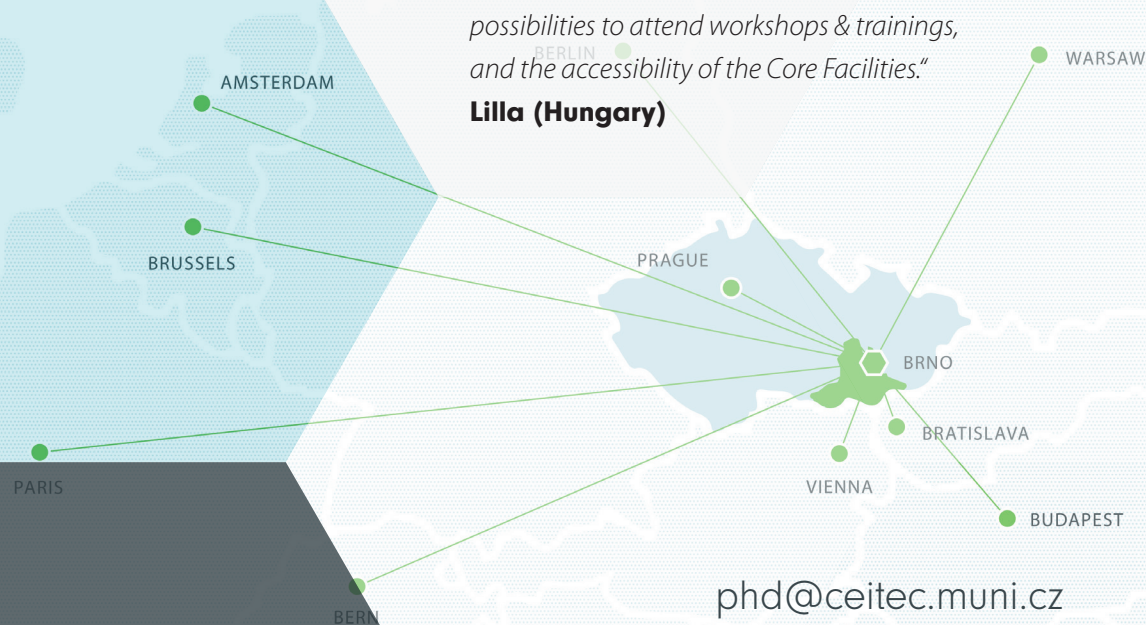 possibilities to attend workshops & trainings,
BERLIN
WARSAW
and the accessibility of the Core Facilities.“
AMSTERDAM
Lilla (Hungary)
BRUSSELS
PRAGUE
BRNO
BRATISLAVA
PARIS
VIENNA
BUDAPEST
phd@ceitec.muni.cz
BERN